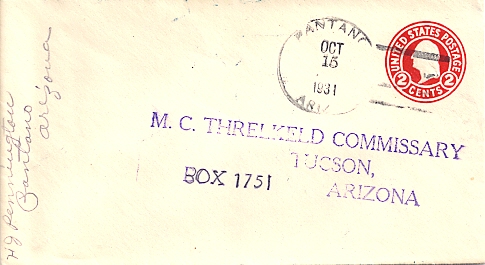 H J Pennington
Pantano
Arizona
PANTANO
OCT
15
1931
ARIZ
UNITED STATES POSTAGE
2 CENTS 2
M. C. THRELKELD COMMISSARY
TUCSON,
BOX 1751
ARIZONA